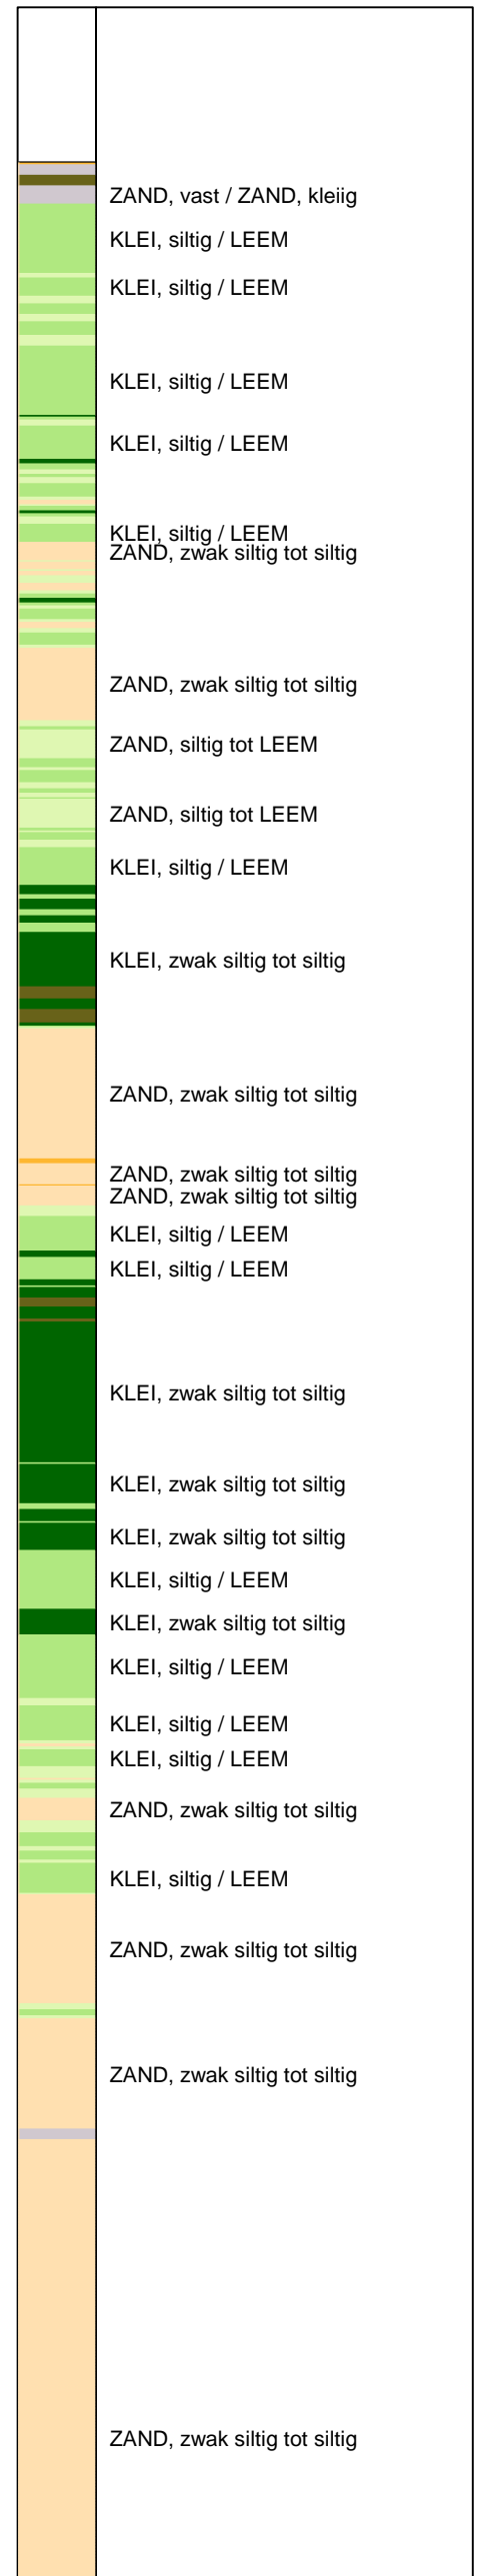 ZAND, vast / ZAND, kleiig
KLEI, siltig / LEEM
KLEI, siltig / LEEM
KLEI, siltig / LEEM
KLEI, siltig / LEEM
KLEI, siltig / LEEM
ZAND, zwak siltig tot siltig
ZAND, zwak siltig tot siltig
ZAND, siltig tot LEEM
ZAND, siltig tot LEEM
KLEI, siltig / LEEM
KLEI, zwak siltig tot siltig
ZAND, zwak siltig tot siltig
ZAND, zwak siltig tot siltig
ZAND, zwak siltig tot siltig
KLEI, siltig / LEEM
KLEI, siltig / LEEM
KLEI, zwak siltig tot siltig
KLEI, zwak siltig tot siltig
KLEI, zwak siltig tot siltig
KLEI, siltig / LEEM
KLEI, zwak siltig tot siltig
KLEI, siltig / LEEM
KLEI, siltig / LEEM
KLEI, siltig / LEEM
ZAND, zwak siltig tot siltig
KLEI, siltig / LEEM
ZAND, zwak siltig tot siltig
ZAND, zwak siltig tot siltig
ZAND, zwak siltig tot siltig